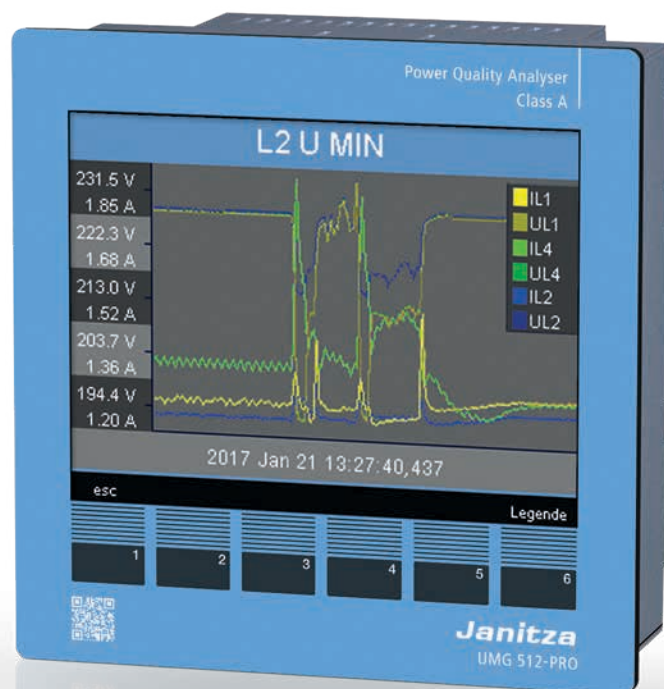 Power Quality Analyser
Class A
L2 U MIN
231.5 V
1.85 A
222.3 V
1.68 A
213.0 V
1.52 A
203.7 V
1.36 A
194.4 V
1.20 A
IL1
UL1
IL4
UL4
IL2
UL2
2017 Jan 21 13:27:40,437
esc
Legende
1
2
3
4
5
6
Janitza
UMG 512-PRO